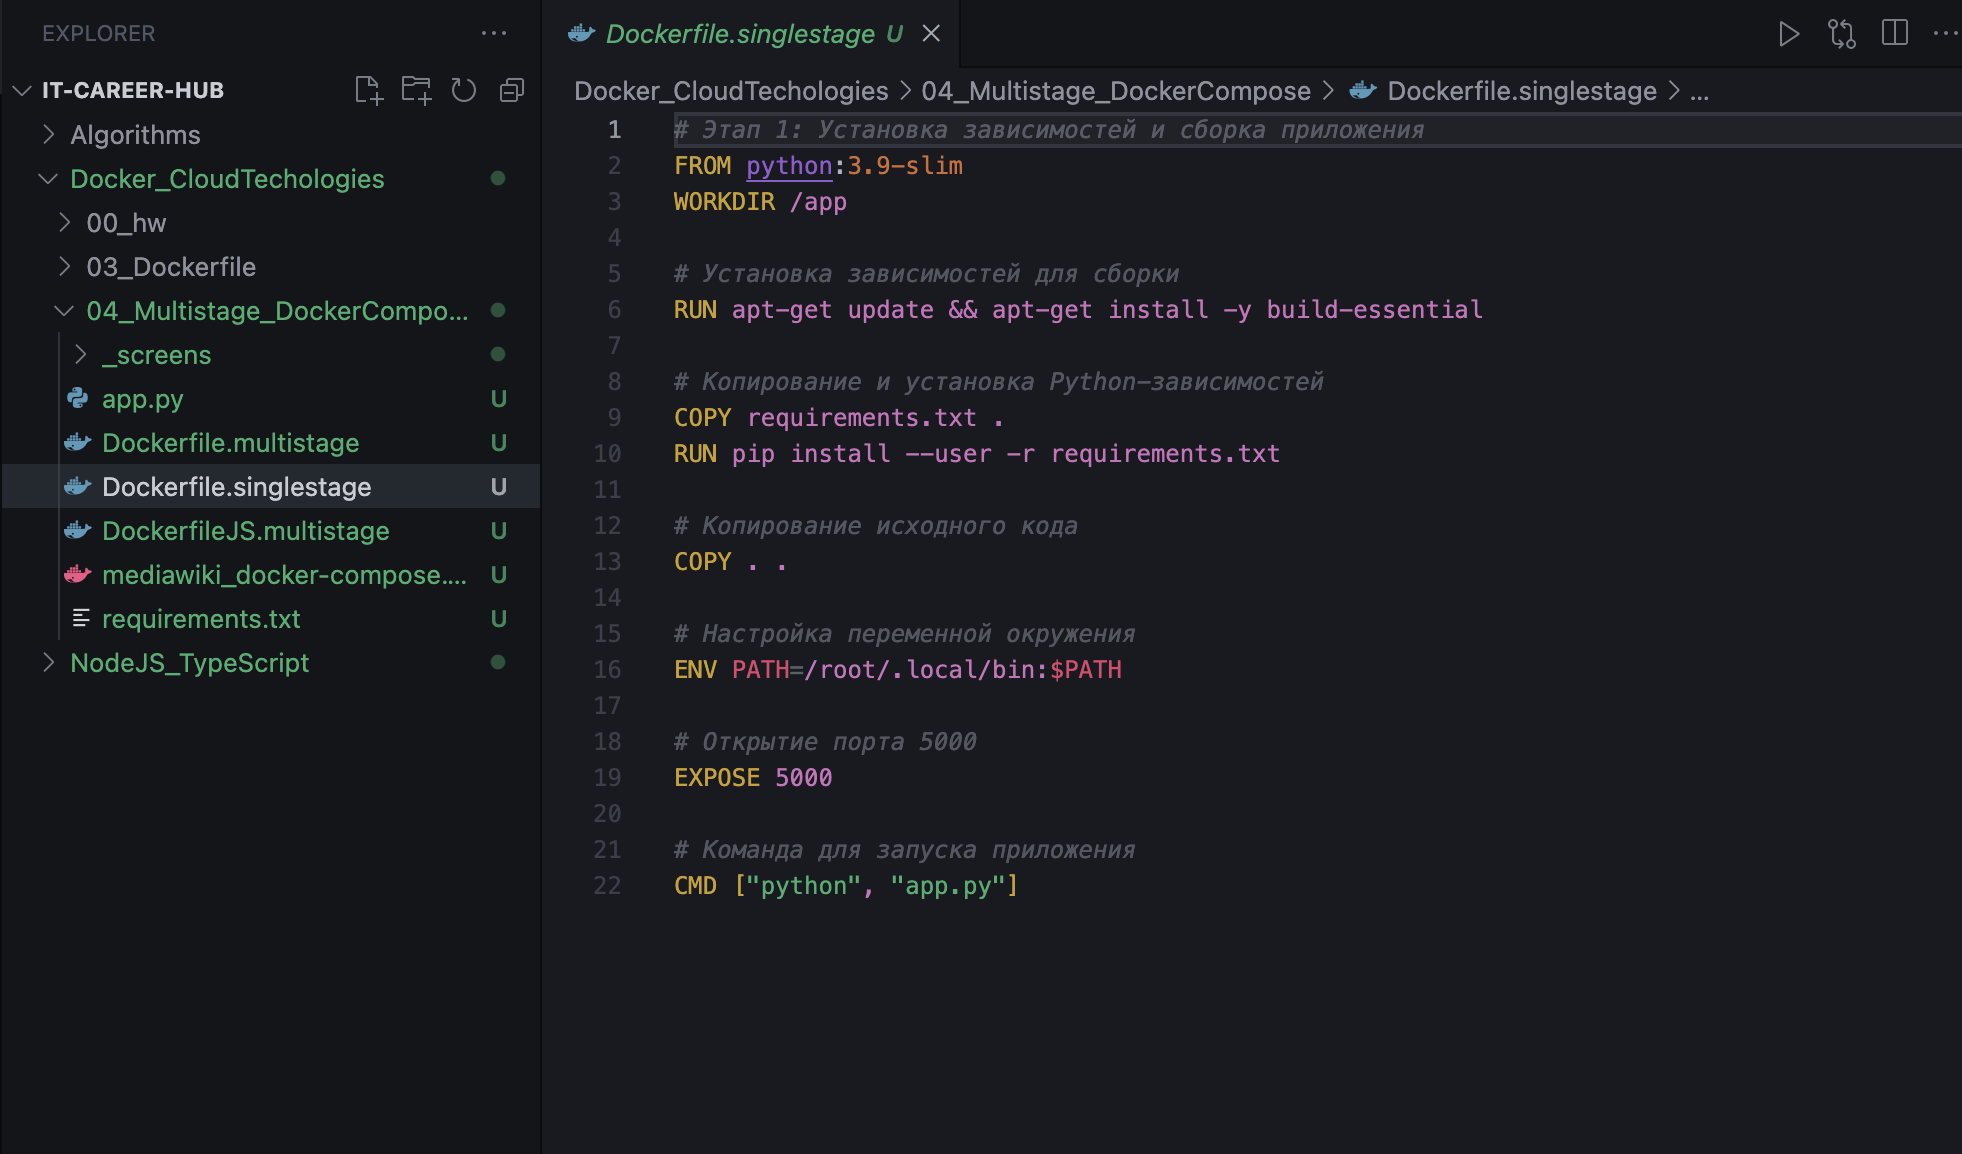 EXPLORER
IT-CAREER-HUB
Algorithms
Docker_CloudTechologies
00_hw
03_Dockerfile
04_Multistage_DockerCompo...
_screens
app.py U
Dockerfile.multistage U
Dockerfile.singlestage U
DockerfileJS.multistage U
mediawiki_docker-compose.... U
requirements.txt U
NodeJS_TypeScript
Dockerfile.singlestage U
Docker_CloudTechologies > 04_Multistage_DockerCompose > Dockerfile.singlestage > ...
1 # Этап 1: Установка зависимостей и сборка приложения
2 FROM python:3.9-slim
3 WORKDIR /app
4
5 # Установка зависимостей для сборки
6 RUN apt-get update && apt-get install -y build-essential
7
8 # Копирование и установка Python-зависимостей
9 COPY requirements.txt .
10 RUN pip install --user -r requirements.txt
11
12 # Копирование исходного кода
13 COPY . .
14
15 # Настройка переменной окружения
16 ENV PATH=/root/.local/bin:$PATH
17
18 # Открытие порта 5000
19 EXPOSE 5000
20
21 # Команда для запуска приложения
22 CMD ["python", "app.py"]